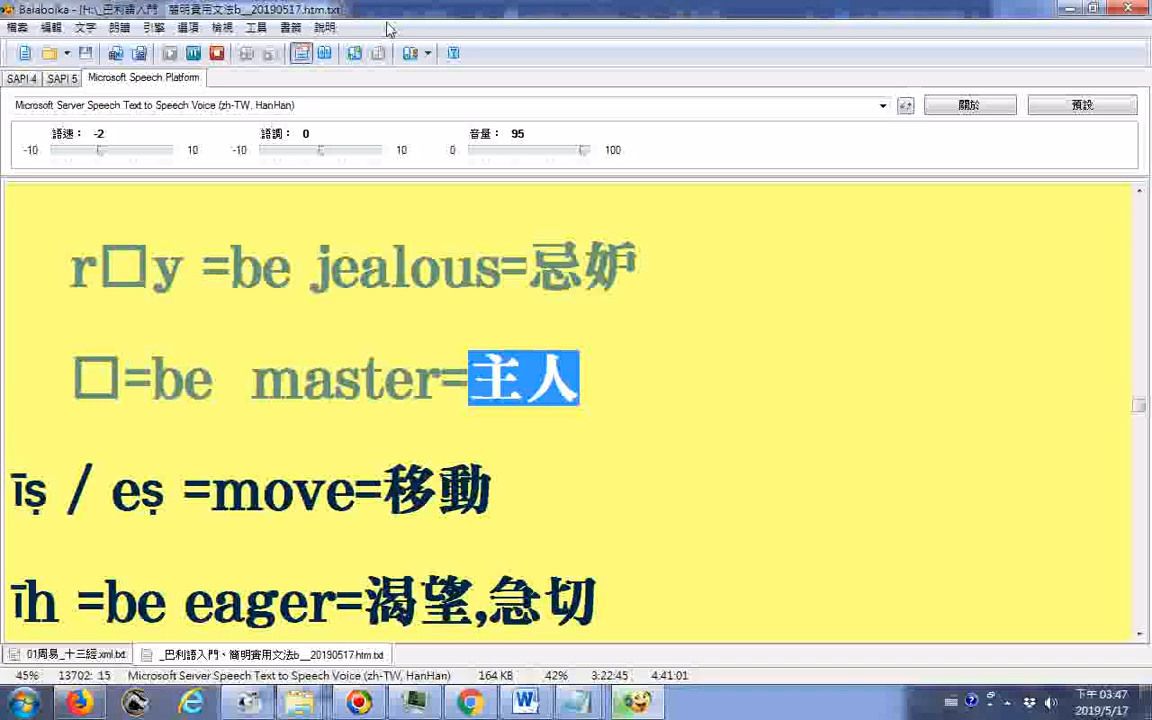 Balabolka - [H:\_巴利語入門、簡明實用文法b__20190517.htm.txt]
檔案 編輯 文字 朗讀 引擎 選項 檢視 工具 書籤 說明
SAPI 4 SAPI 5 Microsoft Speech Platform
Microsoft Server Speech Text to Speech Voice (zh-TW, HanHan) 關於 預設
語速： -2 語調： 0 音量： 95
-10 10 -10 10 0 100
r□y =be jealous=忌妒
□=be master=主人
īṣ / eṣ =move=移動
īh =be eager=渴望,急切
01周易_十三經.xml.txt _巴利語入門、簡明實用文法b__20190517.htm.txt
45% 13702: 15 Microsoft Server Speech Text to Speech Voice (zh-TW, HanHan) 164 KB 42% 3:22:45 4:41:01
下午 03:47
2019/5/17